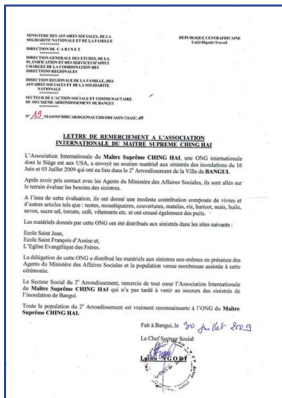 MINISTRE DES AFFAIRES SOCIALES, DE LA
SOLIDARITE NATIONALE ET DE LA FAMILLE
DIRECTION DE CABINET
DIRECTION GENERALE DES ETUDES, DE LA
PLANIFICATION ET DES SERVICES D'APPUI
CHARGEE DE LA COORDINATION DES
DIRECTIONS REGIONALES
DIRECTION REGIONALE DE LA FAMILLE, DES
AFFAIRES SOCIALES ET DE LA SOLIDARITE
NATIONALE
SECTEUR DE L'ACTION SOCIALE ET COMMUNAUTAIRE
DU DEUXIEME ARRONDISSEMENT DE BANGUI
REPUBLIQUE CENTRAFRICAINE
Unité-Dignité-Travail
LETTRE DE REMERCIEMENT A L'ASSOCIATION
INTERNATIONALE DU MAITRE SUPREME CHING HAI
L'Association Internationale du Maître Suprême CHING HAI, une ONG internationale
dont le Siège est aux USA, a envoyé un soutien matériel aux sinistrés des inondations du 16
Juin et 03 Juillet 2009 qui ont eu lieu dans le 2e Arrondissement de la Ville de BANGUI.
Après avoir pris contact avec les Agents du Ministère des Affaires Sociales, ils sont allés sur
le terrain évaluer les besoins des sinistrés.
A l'issu de cette évaluation, ils ont donné une modeste contribution composée de vivres et
d'autres articles tels que : tentes, moustiquaires, couvertures, matelas, riz, haricot, maïs, huile,
savon, sucre, sel, tomate, café, vêtements etc. et ont creusé également des puits.
Les matériels donnés par cette ONG ont été distribués aux sinistrés dans les sites suivants :
Ecole Saint Jean,
Ecole Saint François d'Assise et,
L'Eglise Evangélique des Frères.
La délégation de cette ONG a distribué les matériels aux sinistrés eux-mêmes en présence des
Agents du Ministère des Affaires Sociales et la population venue nombreuse assistée à cette
cérémonie.
Le Secteur Social du 2e Arrondissement, remercie de tout cœur l'Association Internationale
du Maître Suprême CHING HAI qui n'a pas tardé à venir au secours des sinistrés de
l'inondation de Bangui.
Toute la population du 2e Arrondissement est vraiment reconnaissante à l'ONG du Maître
Suprême CHING HAI.
Fait à Bangui, le 30 Juillet 2009
Le Chef Secteur Social
NGOBI